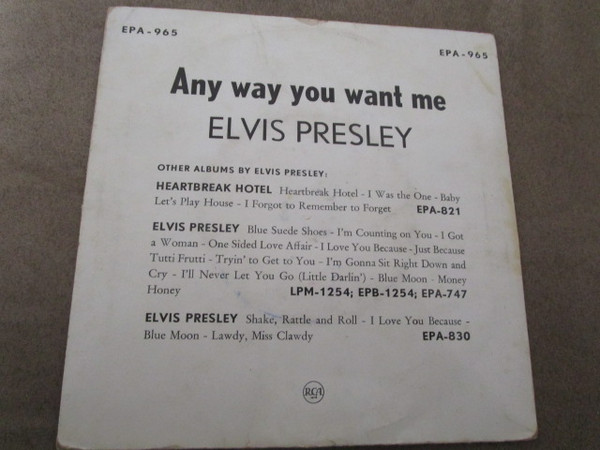 EPA-965
EPA-965
Any way you want me
ELVIS PRESLEY
OTHER ALBUMS BY ELVIS PRESLEY:
HEARTBREAK HOTEL Heartbreak Hotel - I Was the One - Baby
Let's Play House - I Forgot to Remember to Forget EPA-821
ELVIS PRESLEY Blue Suede Shoes - I'm Counting on You - I Got
a Woman - One Sided Love Affair - I Love You Because - Just Because
Tutti Frutti - Tryin' to Get to You - I'm Gonna Sit Right Down and
Cry - I'll Never Let You Go (Little Darlin') - Blue Moon - Money
Honey LPM-1254; EPB-1254; EPA-747
ELVIS PRESLEY Shake, Rattle and Roll - I Love You Because -
Blue Moon - Lawdy, Miss Clawdy EPA-830
RCA